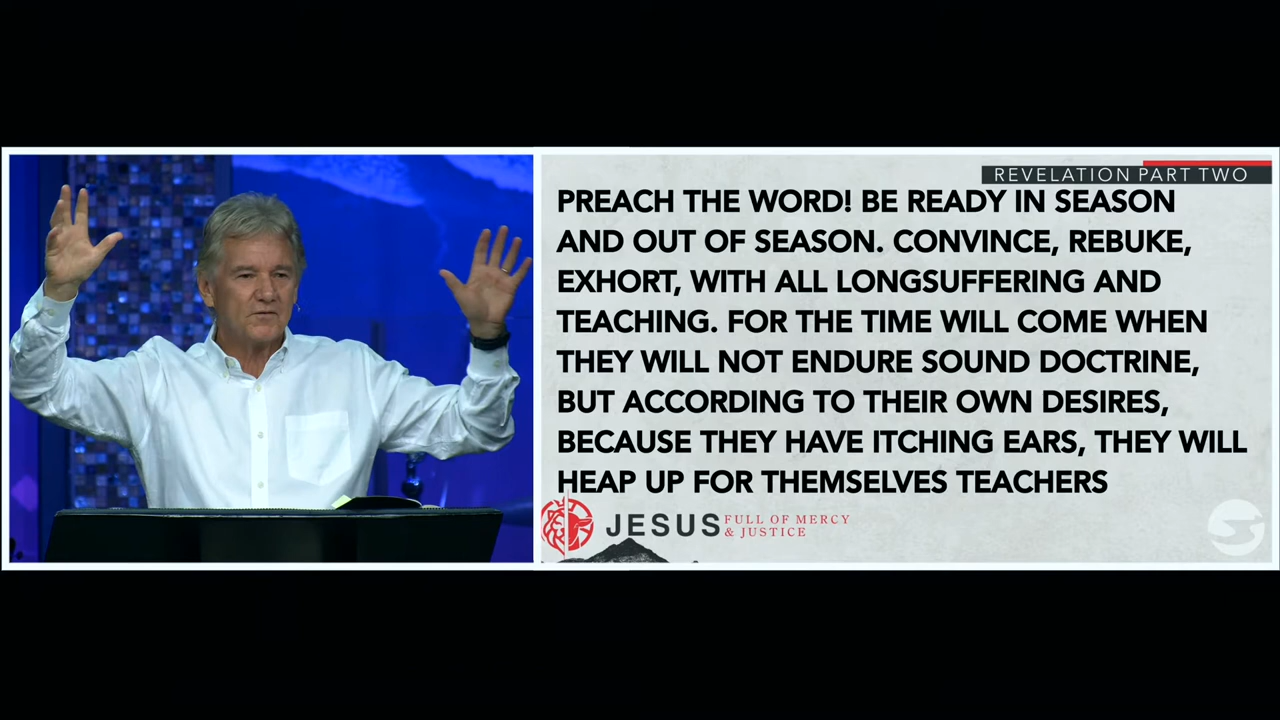 REVELATION PART TWO
PREACH THE WORD! BE READY IN SEASON
AND OUT OF SEASON. CONVINCE, REBUKE,
EXHORT, WITH ALL LONGSUFFERING AND
TEACHING. FOR THE TIME WILL COME WHEN
THEY WILL NOT ENDURE SOUND DOCTRINE,
BUT ACCORDING TO THEIR OWN DESIRES,
BECAUSE THEY HAVE ITCHING EARS, THEY WILL
HEAP UP FOR THEMSELVES TEACHERS
JESUS
FULL OF MERCY
& JUSTICE